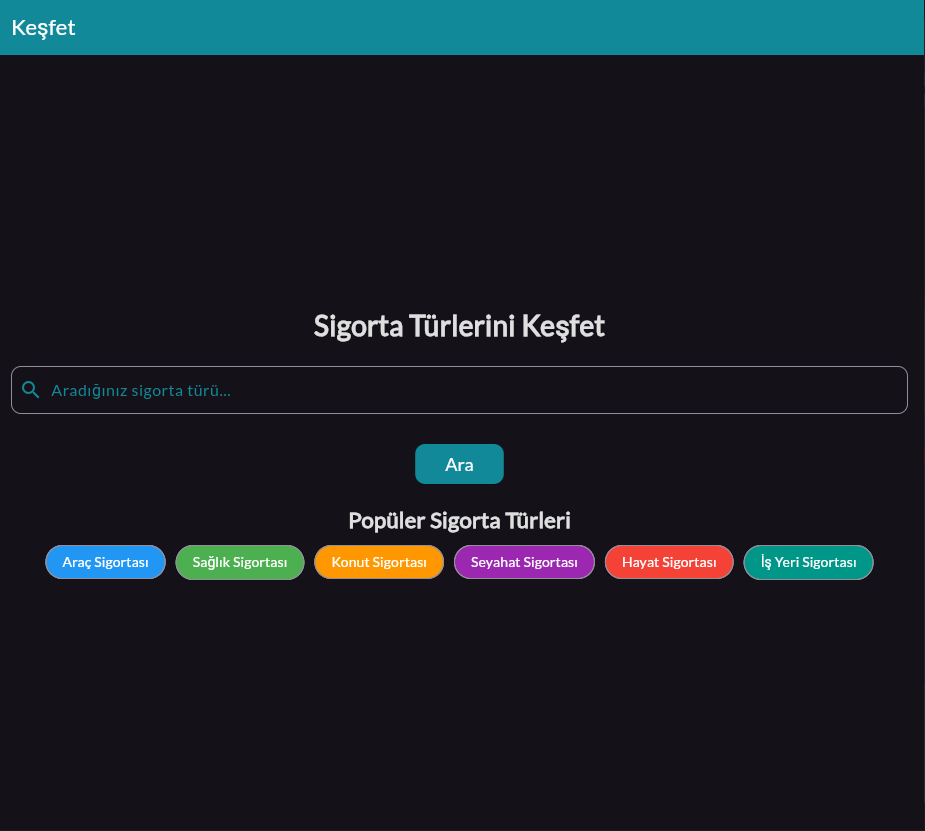 Keşfet
Sigorta Türlerini Keşfet
Aradığınız sigorta türü...
Ara
Popüler Sigorta Türleri
Araç Sigortası Sağlık Sigortası Konut Sigortası Seyahat Sigortası Hayat Sigortası İş Yeri Sigortası